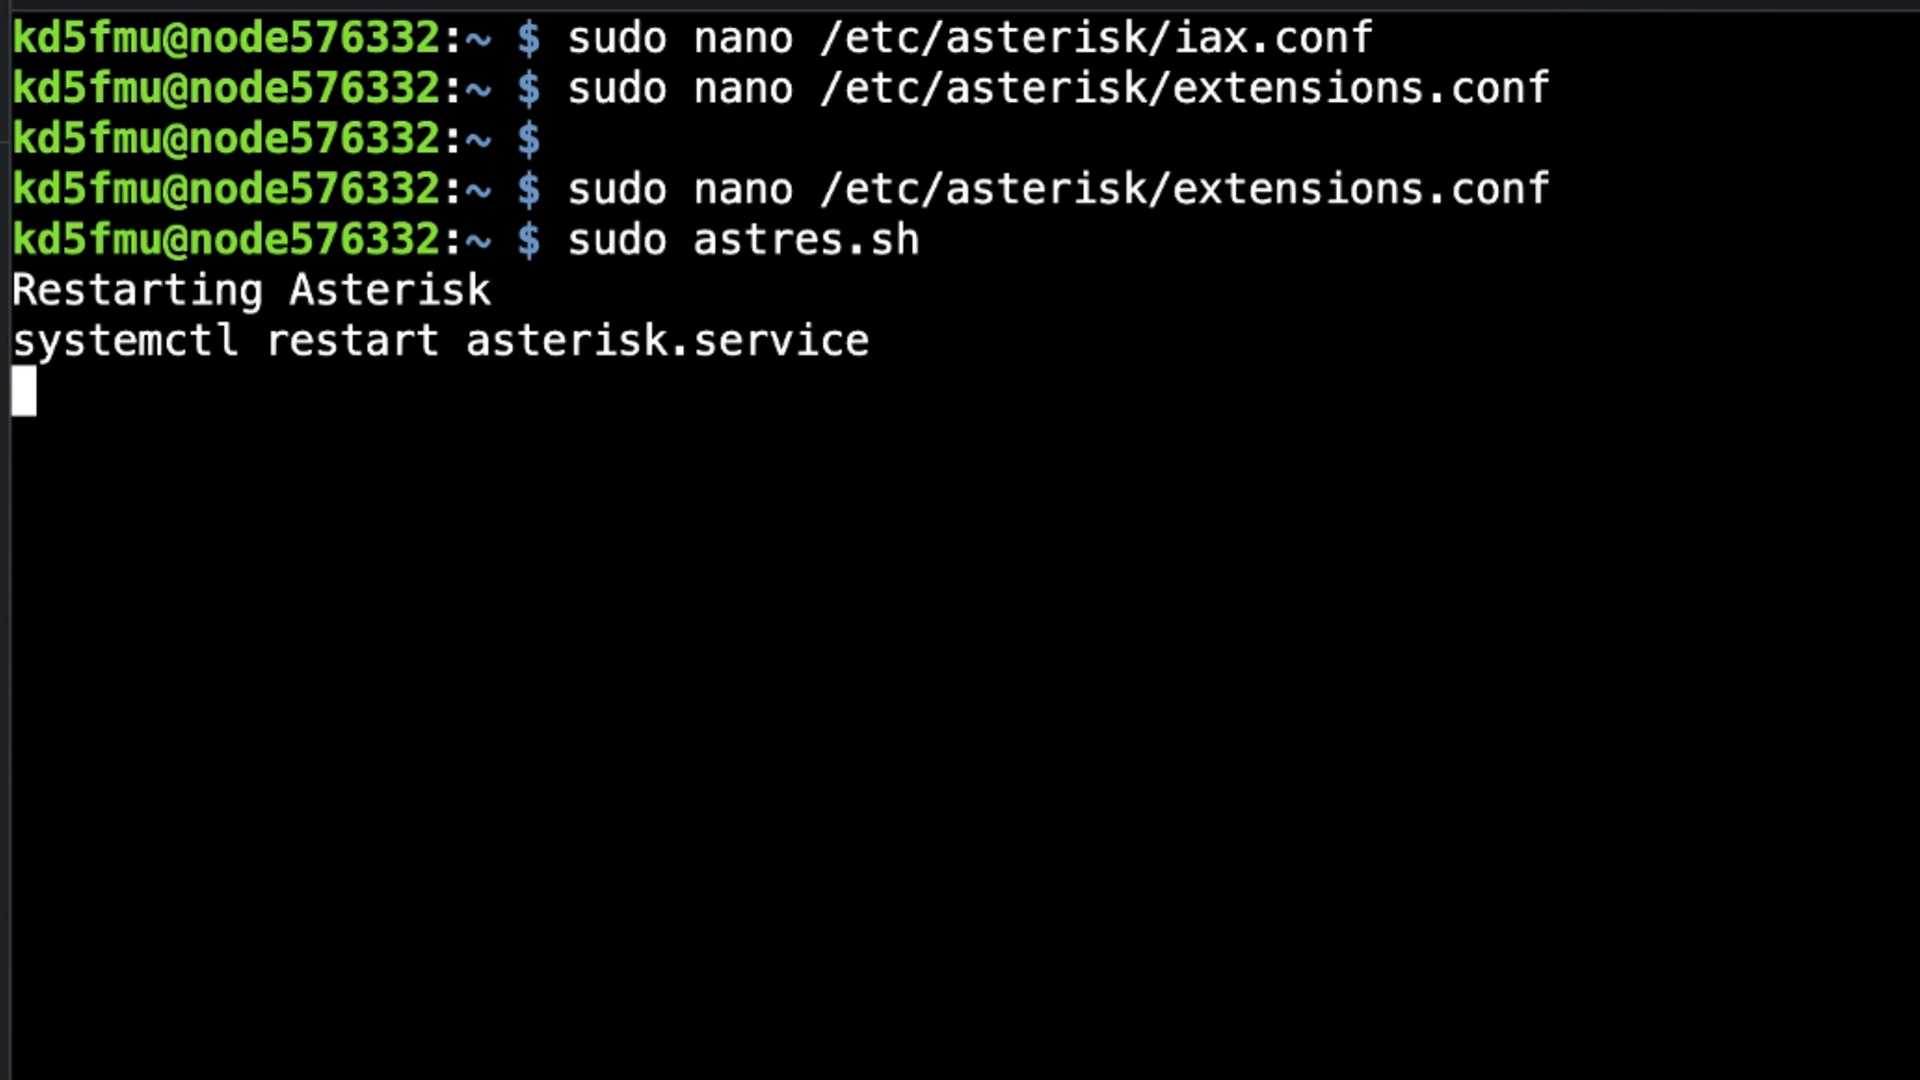 kd5fmu@node576332:~ $ sudo nano /etc/asterisk/iax.conf
kd5fmu@node576332:~ $ sudo nano /etc/asterisk/extensions.conf
kd5fmu@node576332:~ $
kd5fmu@node576332:~ $ sudo nano /etc/asterisk/extensions.conf
kd5fmu@node576332:~ $ sudo astres.sh
Restarting Asterisk
systemctl restart asterisk.service